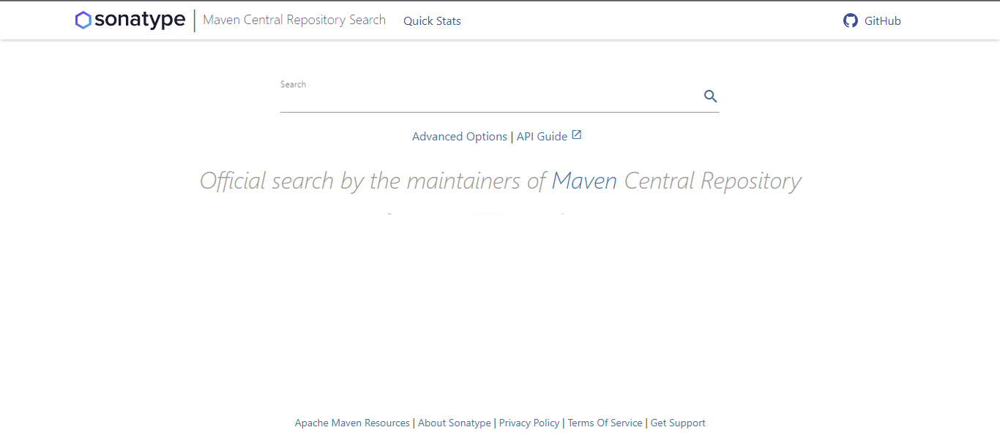 sonatype | Maven Central Repository Search Quick Stats GitHub
Search
Advanced Options | API Guide
Official search by the maintainers of Maven Central Repository
Apache Maven Resources | About Sonatype | Privacy Policy | Terms Of Service | Get Support